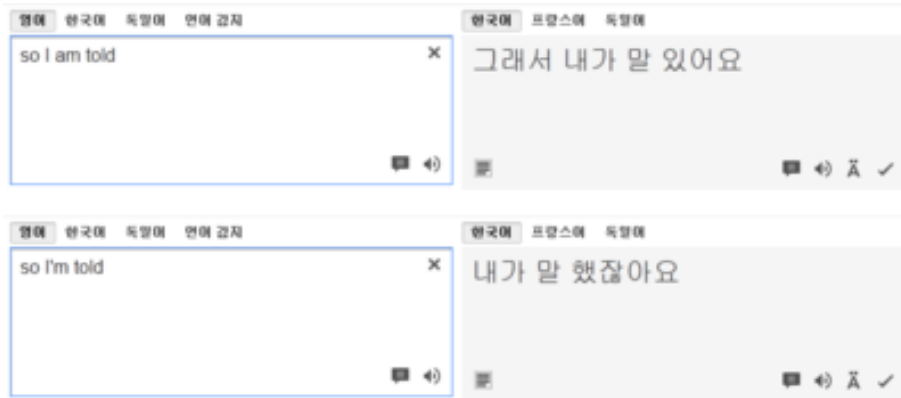 영어 한국어 독일어 언어 감지
한국어 프랑스어 독일어
so I am told
그래서 내가 말 있어요
Ä
영어 한국어 독일어 언어 감지
한국어 프랑스어 독일어
so I'm told
내가 말 했잖아요
Ä